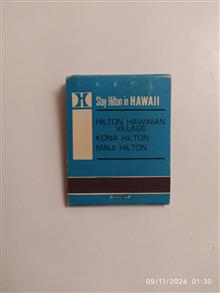 Stay Hilton in HAWAII
HILTON HAWAIIAN
VILLAGE
KONA HILTON
MAUI HILTON
09/11/2024 01:30